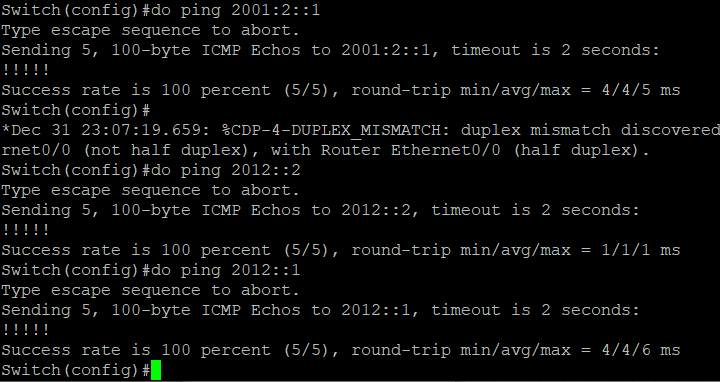 Switch(config)#do ping 2001:2::1
Type escape sequence to abort.
Sending 5, 100-byte ICMP Echos to 2001:2::1, timeout is 2 seconds:
!!!!!
Success rate is 100 percent (5/5), round-trip min/avg/max = 4/4/5 ms
Switch(config)#
*Dec 31 23:07:19.659: %CDP-4-DUPLEX_MISMATCH: duplex mismatch discovered
rnet0/0 (not half duplex), with Router Ethernet0/0 (half duplex).
Switch(config)#do ping 2012::2
Type escape sequence to abort.
Sending 5, 100-byte ICMP Echos to 2012::2, timeout is 2 seconds:
!!!!!
Success rate is 100 percent (5/5), round-trip min/avg/max = 1/1/1 ms
Switch(config)#do ping 2012::1
Type escape sequence to abort.
Sending 5, 100-byte ICMP Echos to 2012::1, timeout is 2 seconds:
!!!!!
Success rate is 100 percent (5/5), round-trip min/avg/max = 4/4/6 ms
Switch(config)#